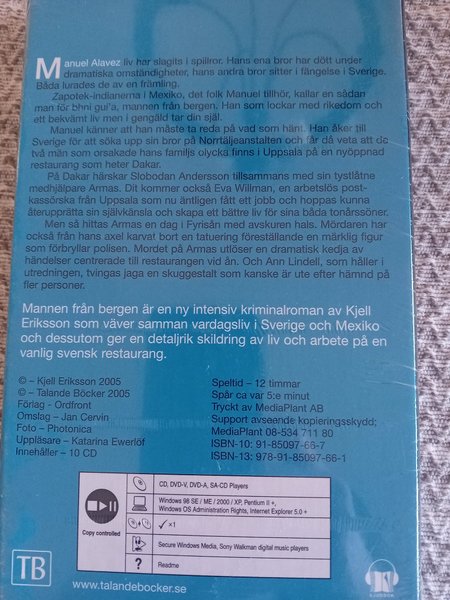 Manuel Alavez liv har slagits i spillror. Hans ena bror har dött under
dramatiska omständigheter, hans andra bror sitter i fängelse i Sverige.
Båda lurades de av en främling.
Zapotek-indianerna i Mexiko, det folk Manuel tillhör, kallar en sådan
man för bhni guí'a, mannen från bergen. Han som lockar med rikedom och
ett bekvämt liv men i gengäld tar din själ.
Manuel känner att han måste ta reda på vad som hänt. Han åker till
Sverige för att söka upp sin bror på Norrtäljeanstalten och får då veta att de
två män som orsakade hans familjs olycka finns i Uppsala på en nyöppnad
restaurang som heter Dakar.
På Dakar härskar Slobodan Andersson tillsammans med sin tystlåtne
medhjälpare Armas. Dit kommer också Eva Willman, en arbetslös post-
kassörska från Uppsala som nu äntligen fått ett jobb och hoppas kunna
återupprätta sin självkänsla och skapa ett bättre liv för sina båda tonårssöner.
Men så hittas Armas en dag i Fyrisån med avskuren hals. Mördaren har
också från hans axel karvat bort en tatuering föreställande en märklig figur
som förbryllar polisen. Mordet på Armas utlöser en dramatisk kedja av
händelser centrerade till restaurangen vid ån. Och Ann Lindell, som håller i
utredningen, tvingas jaga en skuggestalt som kanske är ute efter hämnd på
fler personer.
Mannen från bergen är en ny intensiv kriminalroman av Kjell
Eriksson som väver samman vardagsliv i Sverige och Mexiko
och dessutom ger en detaljrik skildring av liv och arbete på en
vanlig svensk restaurang.
© – Kjell Eriksson 2005
© – Talande Böcker 2005
Förlag - Ordfront
Omslag – Jan Cervin
Foto – Photonica
Uppläsare - Katarina Ewerlöf
Innehåller - 10 CD
Speltid – 12 timmar
Spår ca var 5:e minut
Tryckt av MediaPlant AB
Support avseende kopieringsskydd;
MediaPlant 08-534 711 80
ISBN-10: 91-85097-66-7
ISBN-13: 978-91-85097-66-1
CD, DVD-V, DVD-A, SA-CD Players
Windows 98 SE / ME / 2000 / XP, Pentium II +,
Windows OS Administration Rights, Internet Explorer 5.0 +
x1
Copy controlled
Secure Windows Media, Sony Walkman digital music players
? Readme
TB
www.talandebocker.se
LJUDBOK